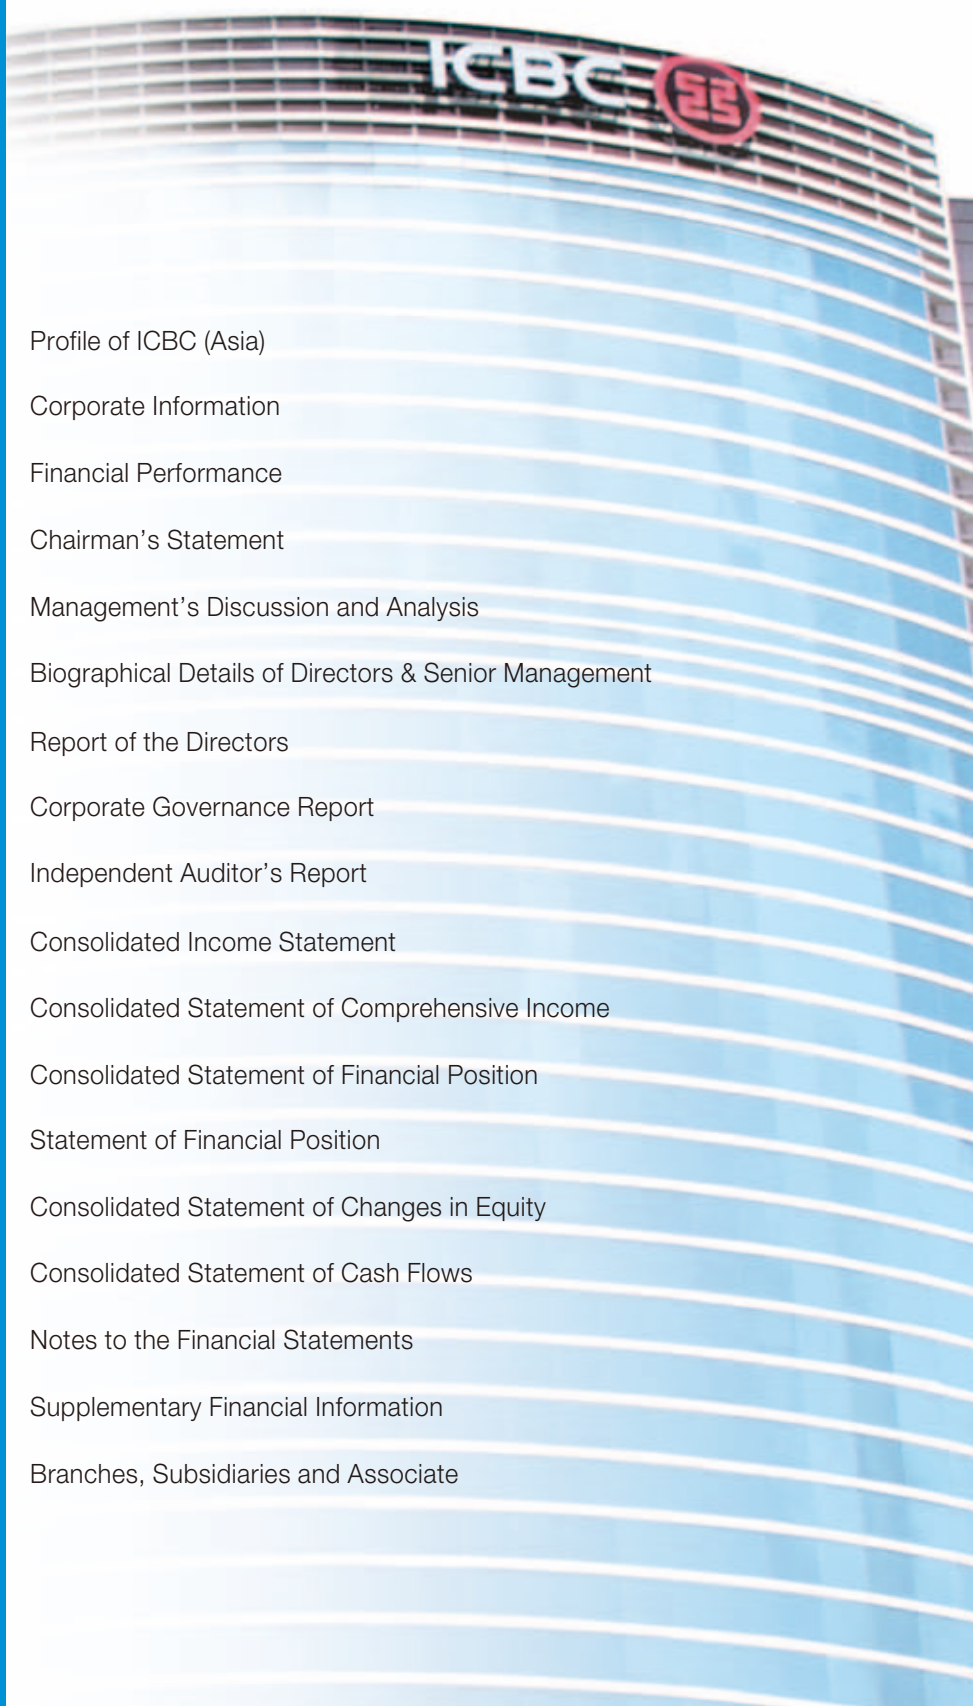 ICBC
Profile of ICBC (Asia)
Corporate Information
Financial Performance
Chairman’s Statement
Management’s Discussion and Analysis
Biographical Details of Directors & Senior Management
Report of the Directors
Corporate Governance Report
Independent Auditor’s Report
Consolidated Income Statement
Consolidated Statement of Comprehensive Income
Consolidated Statement of Financial Position
Statement of Financial Position
Consolidated Statement of Changes in Equity
Consolidated Statement of Cash Flows
Notes to the Financial Statements
Supplementary Financial Information
Branches, Subsidiaries and Associate